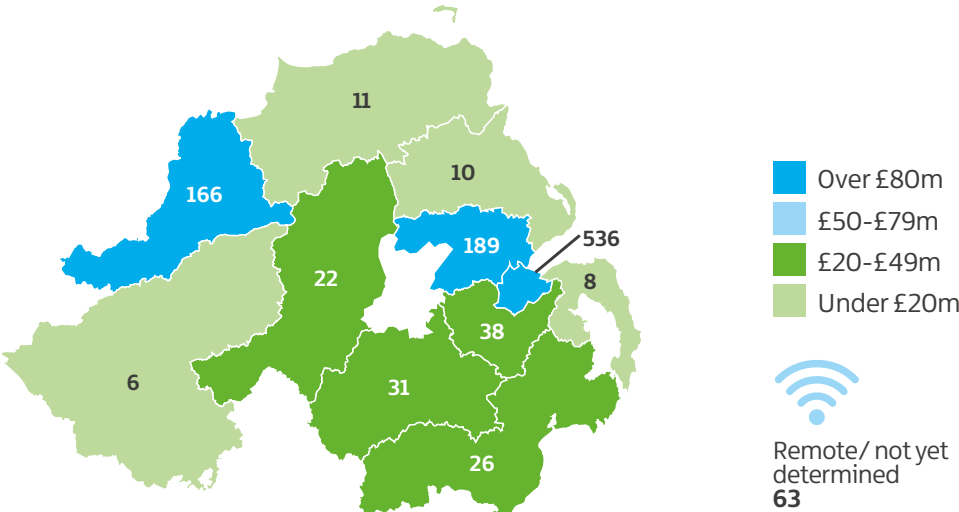 11
10
166
189
536
22
8
38
6
31
26
Over £80m
£50-£79m
£20-£49m
Under £20m
Remote/ not yet
determined
63